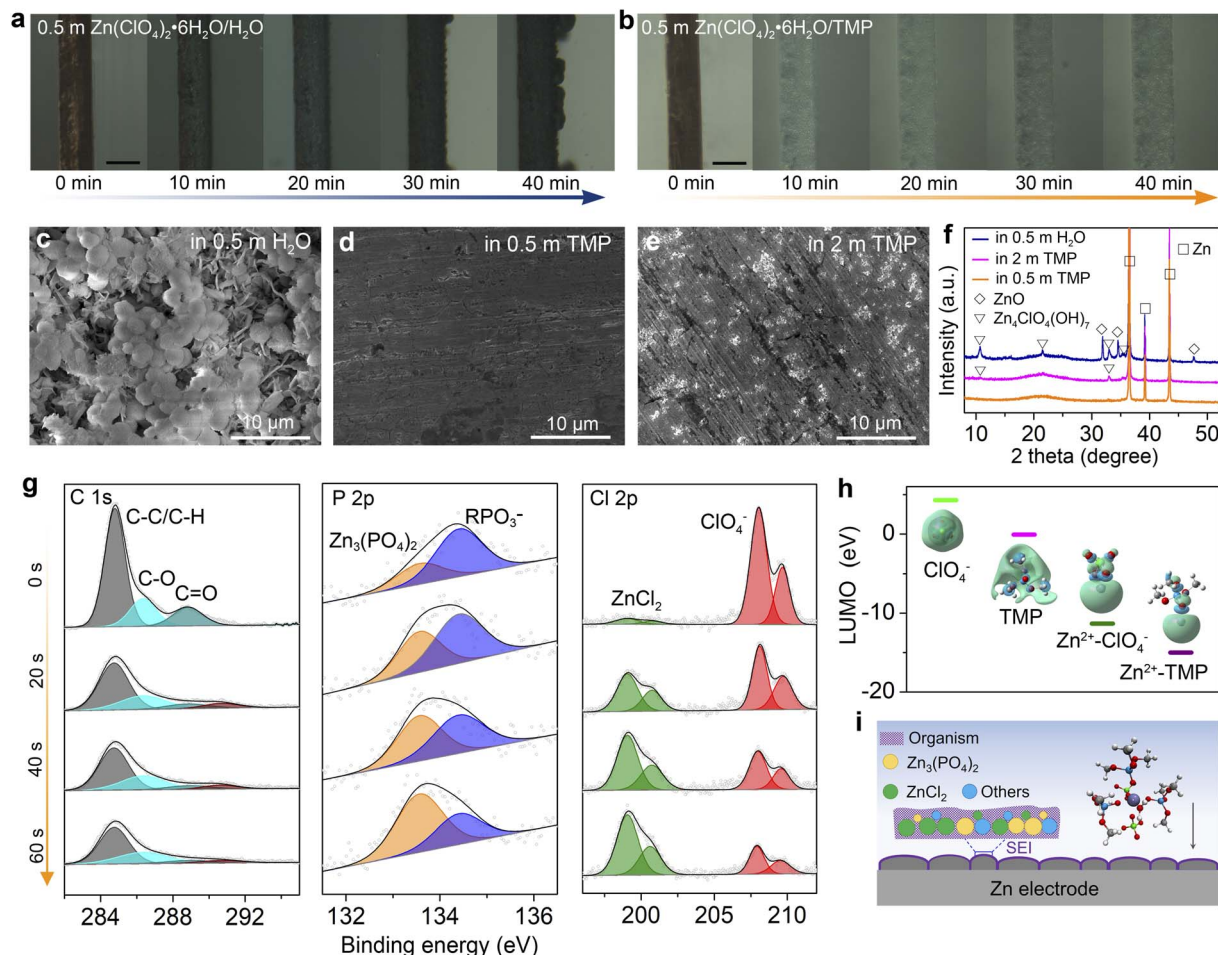 a
0.5 m Zn(ClO₄)₂•6H₂O/H₂O
0 min
10 min
20 min
30 min
40 min
b
0.5 m Zn(ClO₄)₂•6H₂O/TMP
0 min
10 min
20 min
30 min
40 min
c
in 0.5 m H₂O
10 µm
d
in 0.5 m TMP
10 µm
e
in 2 m TMP
10 µm
f
in 0.5 m H₂O
in 2 m TMP
in 0.5 m TMP
Zn
ZnO
Zn₄ClO₄(OH)₇
Intensity (a.u.)
10
20
30
40
50
2 theta (degree)
g
C 1s
C-C/C-H
C-O
C=O
0 s
20 s
40 s
60 s
284
288
292
P 2p
Zn₃(PO₄)₂
RPO₃⁻
132
134
136
Cl 2p
ZnCl₂
ClO₄⁻
200
205
210
Binding energy (eV)
h
LUMO (eV)
0
-10
-20
ClO₄⁻
TMP
Zn²⁺-ClO₄⁻
Zn²⁺-TMP
i
Organism
Zn₃(PO₄)₂
ZnCl₂
Others
SEI
Zn electrode